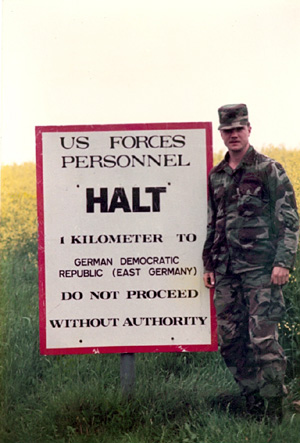 US FORCES
PERSONNEL
"HALT"
1 KILOMETER TO
GERMAN DEMOCRATIC
REPUBLIC (EAST GERMANY)
DO NOT PROCEED
WITHOUT AUTHORITY